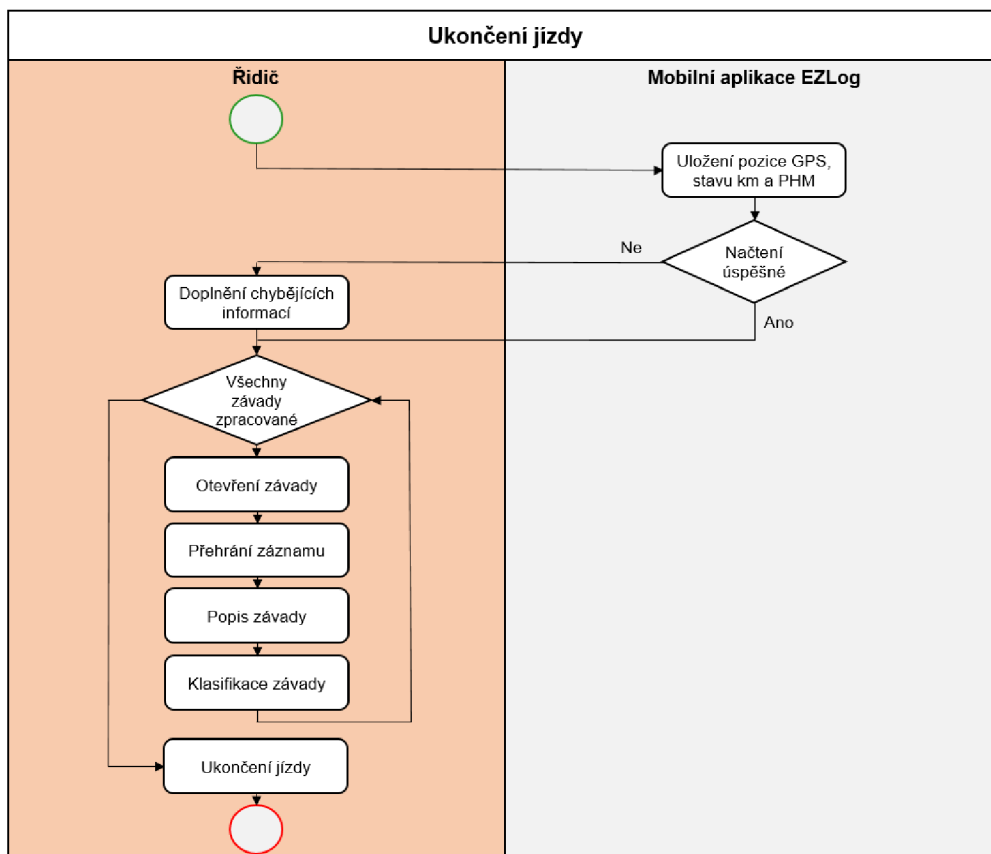 Ukončení jízdy
Řidič
Mobilní aplikace EZLog
Uložení pozice GPS,
stavu km a PHM
Načtení
úspěšné
Ne
Ano
Doplnění chybějících
informací
Všechny
závady
zpracované
Otevření závady
Přehrání záznamu
Popis závady
Klasifikace závady
Ukončení jízdy